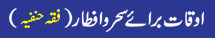 اوقات برائے سحر و افطار ( فقہ حنفیہ )